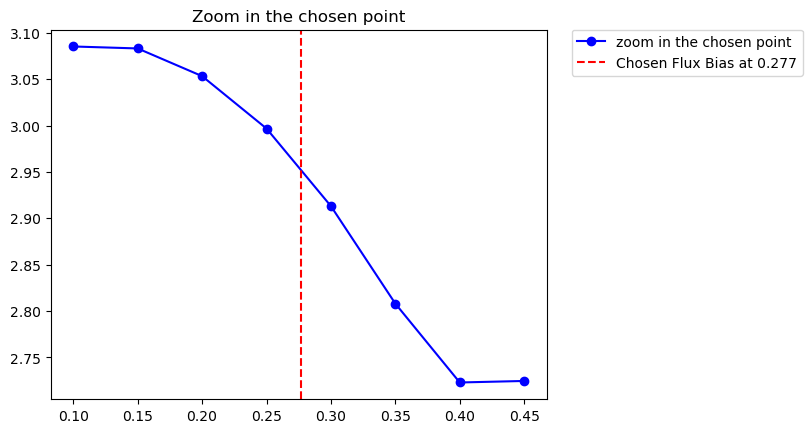 Zoom in the chosen point
zoom in the chosen point
Chosen Flux Bias at 0.277
3.10
3.05
3.00
2.95
2.90
2.85
2.80
2.75
0.10 0.15 0.20 0.25 0.30 0.35 0.40 0.45